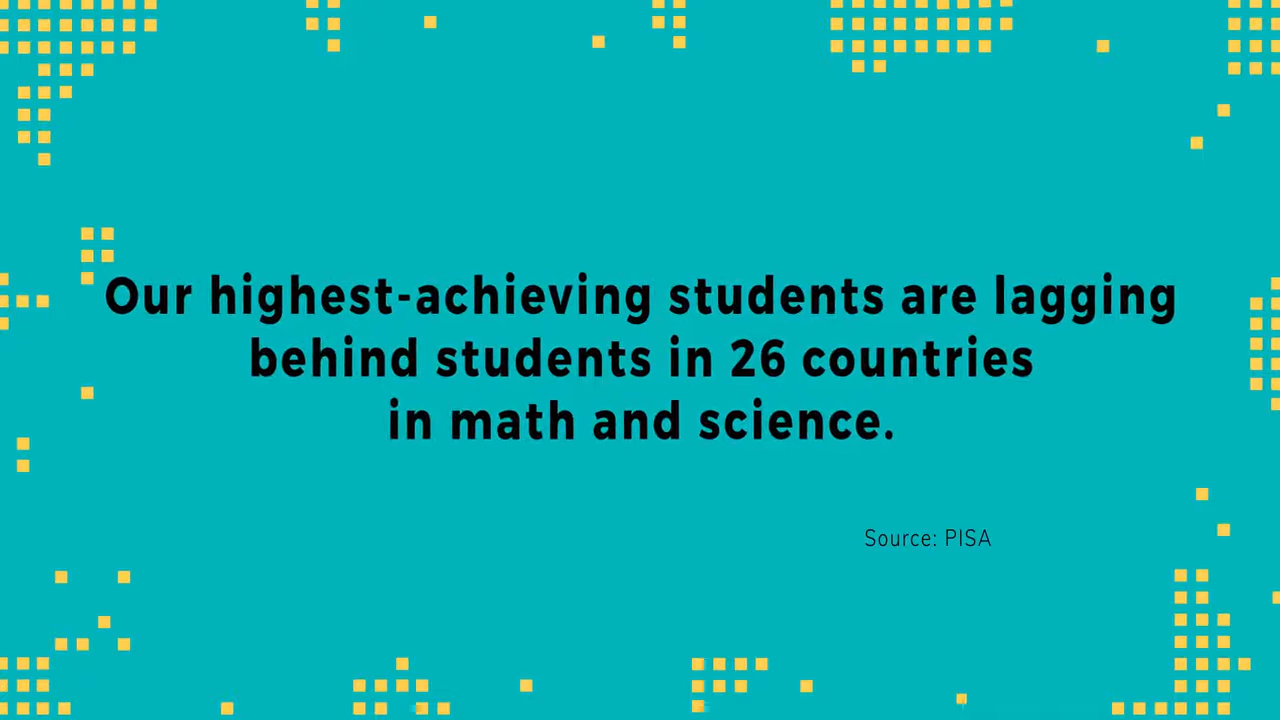 Our highest-achieving students are lagging
behind students in 26 countries
in math and science.
Source: PISA